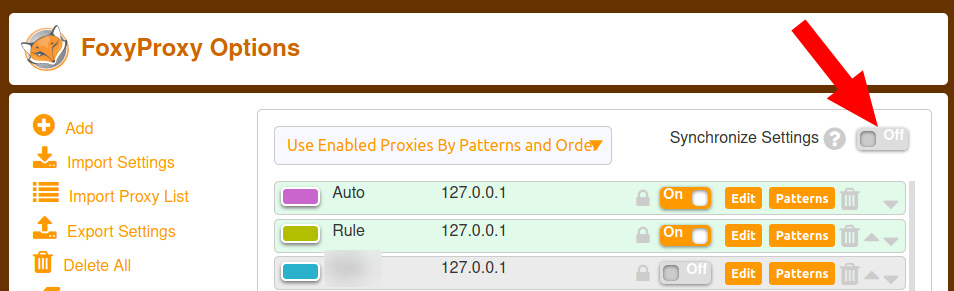 FoxyProxy Options
Add
Import Settings
Import Proxy List
Export Settings
Delete All
Use Enabled Proxies By Patterns and Orde
Synchronize Settings ? Off
Auto 127.0.0.1 On Edit Patterns
Rule 127.0.0.1 On Edit Patterns
127.0.0.1 Off Edit Patterns